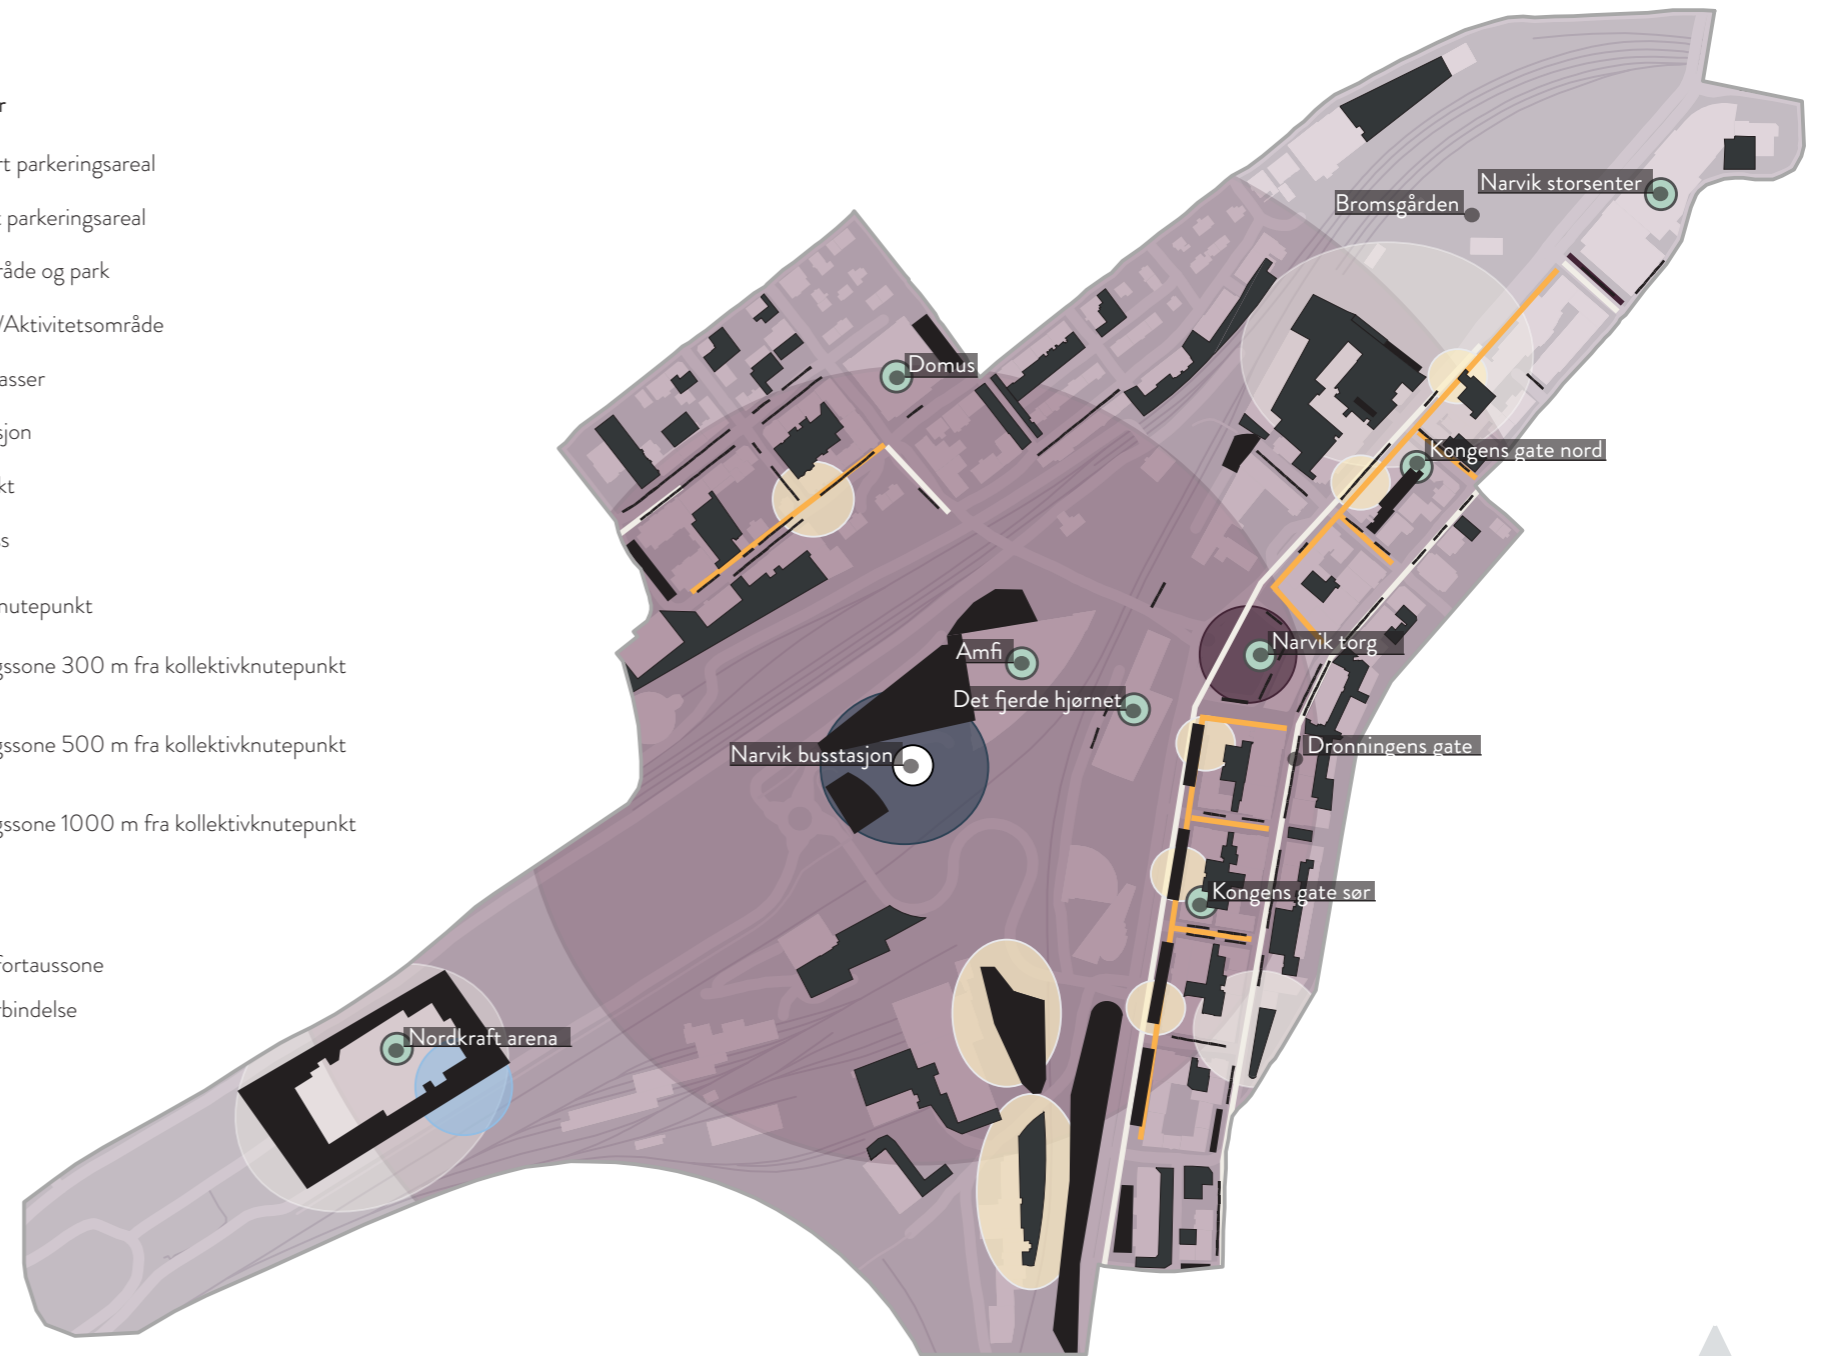 r
rt parkeringsareal
t parkeringsareal
råde og park
/Aktivitetsområde
asser
sjon
kt
ss
nutepunkt
gssone 300 m fra kollektivknutepunkt
gssone 500 m fra kollektivknutepunkt
gssone 1000 m fra kollektivknutepunkt
fortaussone
rbindelse
Narvik storsenter
Bromsgården
Domus
Kongens gate nord
Narvik torg
Amfi
Det fjerde hjørnet
Dronningens gate
Narvik busstasjon
Kongens gate sør
Nordkraft arena